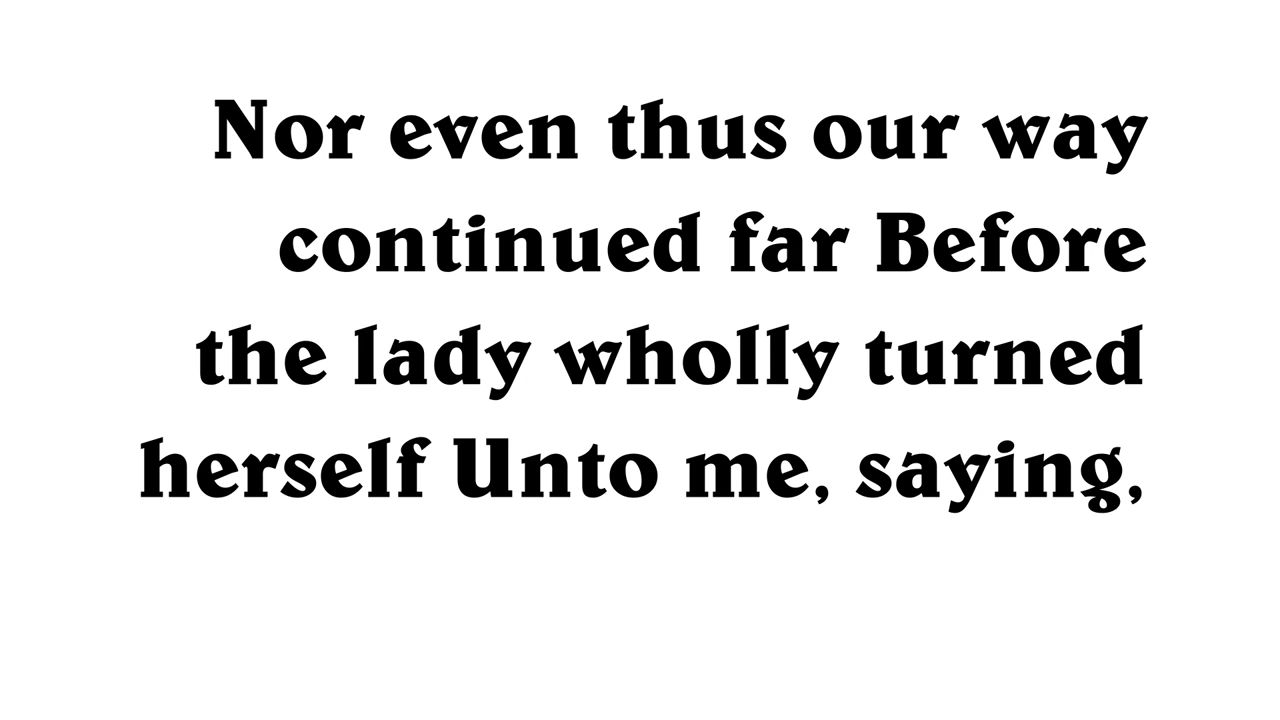 Nor even thus our way
continued far Before
the lady wholly turned
herself Unto me, saying,